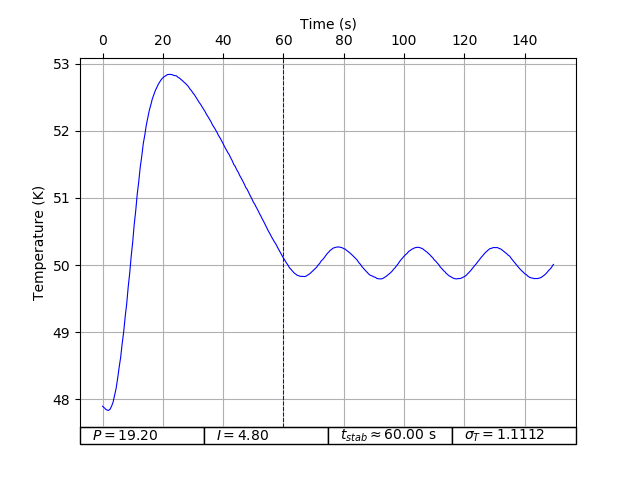 Time (s)
0 20 40 60 80 100 120 140
53
52
51
50
49
48
Temperature (K)
P = 19.20 I = 4.80 t_stab ≈ 60.00 s σ_T = 1.1112